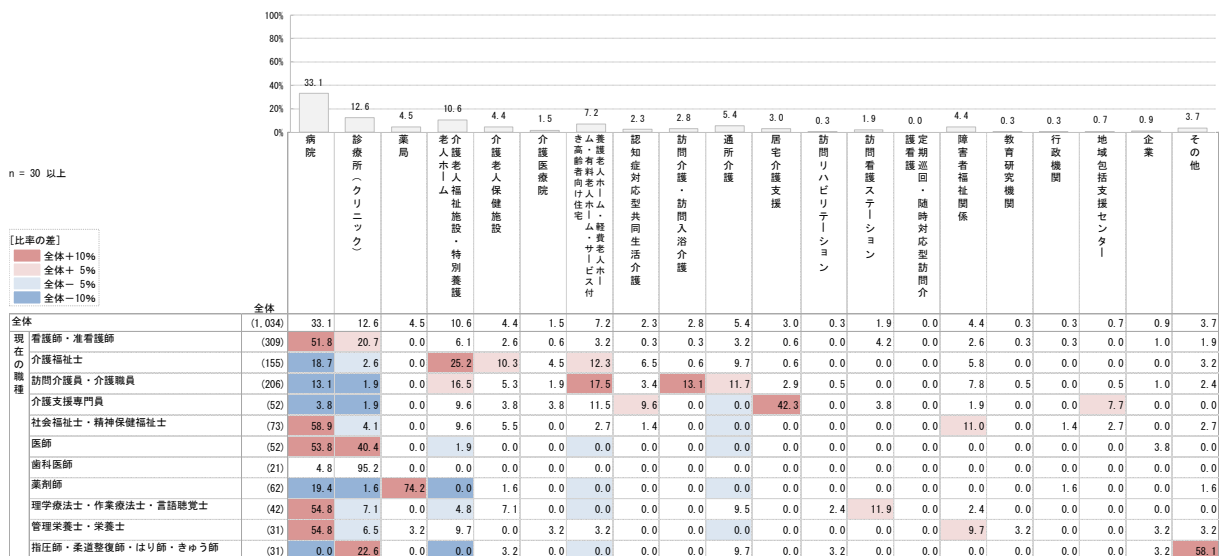 100%
80%
60%
40%
20%
0%
33.1 12.6 4.5 10.6 4.4 1.5 7.2 2.3 2.8 5.4 3.0 0.3 1.9 0.0 4.4 0.3 0.3 0.7 0.9 3.7
病院
診療所(クリニック)
薬局
介護老人福祉施設・特別養護
老人ホーム
介護老人保健施設
介護医療院
養護老人ホーム・軽費老人ホー
ム・有料老人ホーム・サービス付
き高齢者向け住宅
認知症対応型共同生活介護
訪問介護・訪問入浴介護
通所介護
居宅介護支援
訪問リハビリテーション
訪問看護ステーション
定期巡回・随時対応型訪問介
護看護
障害者福祉関係
教育研究機関
行政機関
地域包括支援センター
企業
その他
n = 30 以上
[比率の差]
全体+10%
全体+ 5%
全体- 5%
全体-10%
全体
全体 (1,034) 33.1 12.6 4.5 10.6 4.4 1.5 7.2 2.3 2.8 5.4 3.0 0.3 1.9 0.0 4.4 0.3 0.3 0.7 0.9 3.7
現在の職種
看護師・准看護師 (309) 51.8 20.7 0.0 6.1 2.6 0.6 3.2 0.3 0.3 3.2 0.6 0.0 4.2 0.0 2.6 0.3 0.3 0.0 1.0 1.9
介護福祉士 (155) 18.7 2.6 0.0 25.2 10.3 4.5 12.3 6.5 0.6 9.7 0.6 0.0 0.0 0.0 5.8 0.0 0.0 0.0 0.0 3.2
訪問介護員・介護職員 (206) 13.1 1.9 0.0 16.5 5.3 1.9 17.5 3.4 13.1 11.7 2.9 0.5 0.0 0.0 7.8 0.5 0.0 0.5 1.0 2.4
介護支援専門員 (52) 3.8 1.9 0.0 9.6 3.8 3.8 11.5 9.6 0.0 0.0 42.3 0.0 3.8 0.0 1.9 0.0 0.0 7.7 0.0 0.0
社会福祉士・精神保健福祉士 (73) 58.9 4.1 0.0 9.6 5.5 0.0 2.7 1.4 0.0 0.0 0.0 0.0 0.0 0.0 11.0 0.0 1.4 2.7 0.0 2.7
医師 (52) 53.8 40.4 0.0 1.9 0.0 0.0 0.0 0.0 0.0 0.0 0.0 0.0 0.0 0.0 0.0 0.0 0.0 0.0 3.8 0.0
歯科医師 (21) 4.8 95.2 0.0 0.0 0.0 0.0 0.0 0.0 0.0 0.0 0.0 0.0 0.0 0.0 0.0 0.0 0.0 0.0 0.0 0.0
薬剤師 (62) 19.4 1.6 74.2 0.0 1.6 0.0 0.0 0.0 0.0 0.0 0.0 0.0 0.0 0.0 0.0 0.0 1.6 0.0 0.0 1.6
理学療法士・作業療法士・言語聴覚士 (42) 54.8 7.1 0.0 4.8 7.1 0.0 0.0 0.0 0.0 9.5 0.0 2.4 11.9 0.0 2.4 0.0 0.0 0.0 0.0 0.0
管理栄養士・栄養士 (31) 54.8 6.5 3.2 9.7 0.0 3.2 3.2 0.0 0.0 0.0 0.0 0.0 0.0 0.0 9.7 3.2 0.0 0.0 3.2 3.2
指圧師・柔道整復師・はり師・きゅう師 (31) 0.0 22.6 0.0 0.0 3.2 0.0 0.0 0.0 0.0 9.7 0.0 3.2 0.0 0.0 0.0 0.0 0.0 0.0 3.2 58.1